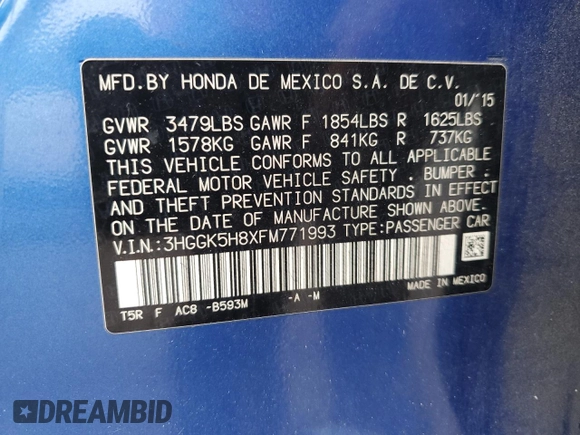 MFD.BY HONDA DE MEXICO S.A. DE C.V.
01/'15
GVWR 3479LBS GAWR F 1854LBS R 1625LBS
GVWR 1578KG GAWR F 841KG R 737KG
THIS VEHICLE CONFORMS TO ALL APPLICABLE
FEDERAL MOTOR VEHICLE SAFETY . BUMPER .
AND THEFT PREVENTION STANDARDS IN EFFECT
ON THE DATE OF MANUFACTURE SHOWN ABOVE.
V.I.N.:3HGGK5H8XFM771993 TYPE:PASSENGER CAR
T5R F AC8 -B593M -A -M
MADE IN MEXICO
DREAMBID